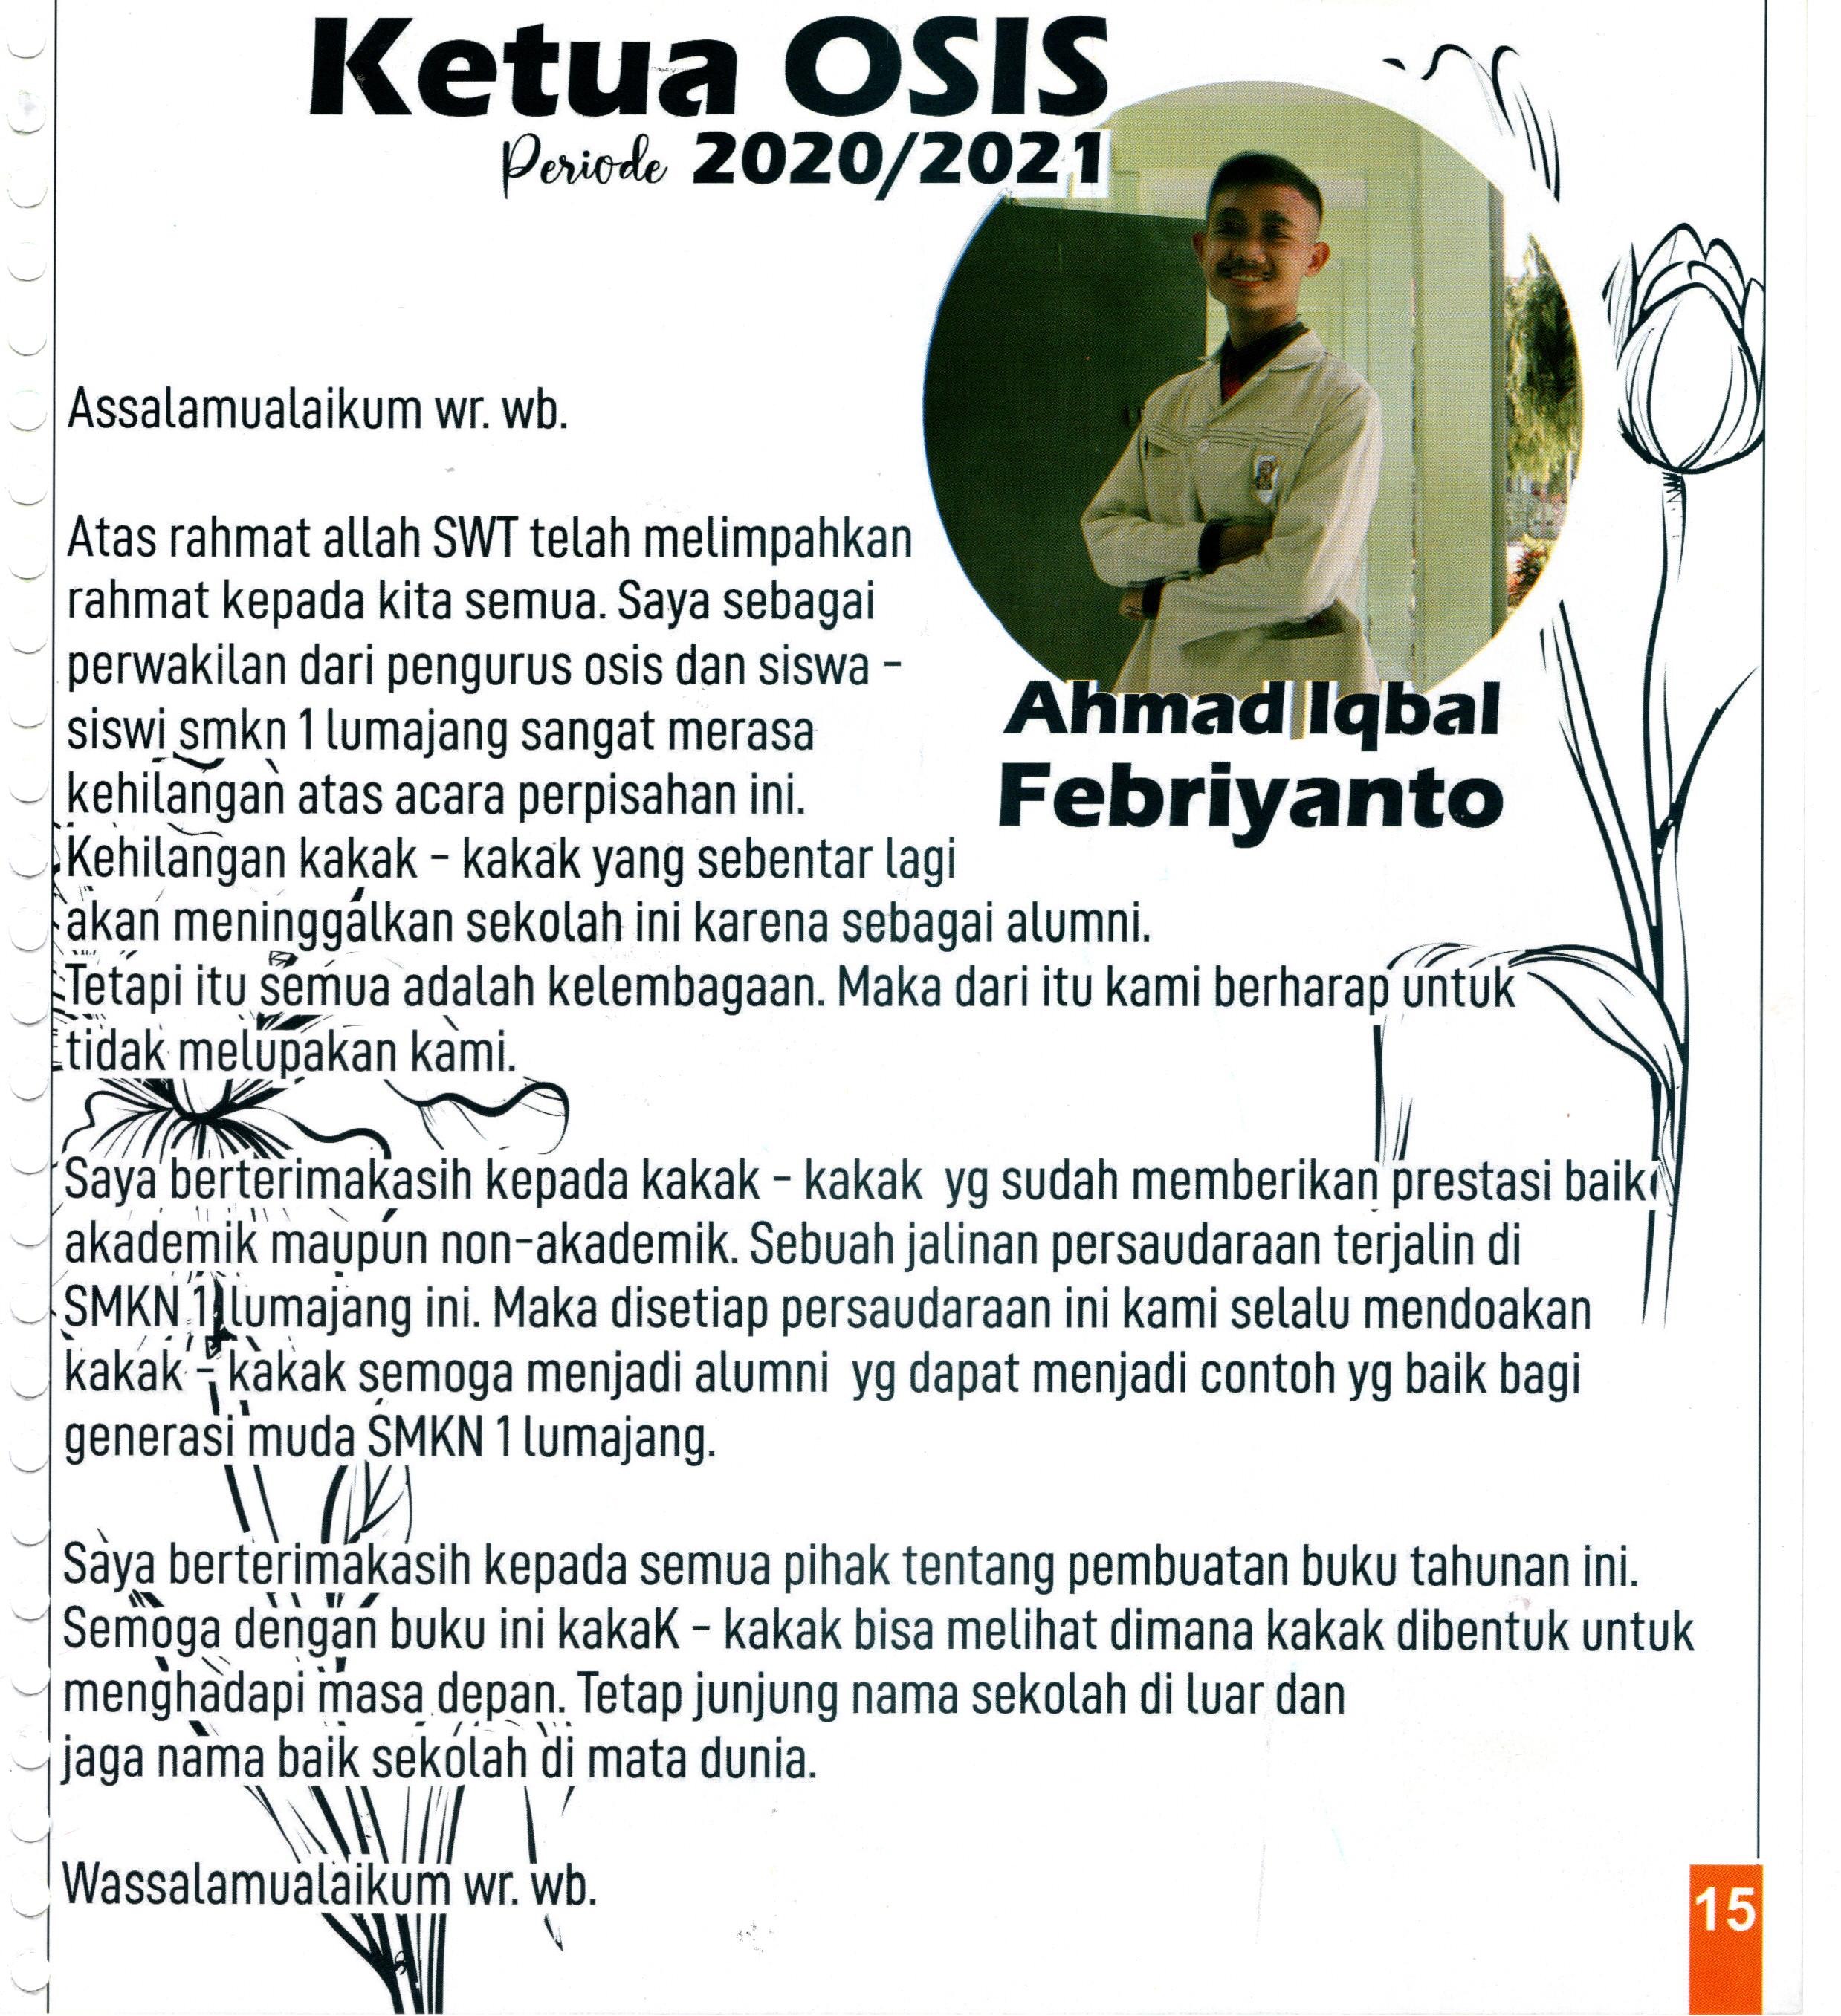 Ketua OSIS
Periode 2020/2021
Assalamualaikum wr. wb.
Atas rahmat allah SWT telah melimpahkan
rahmat kepada kita semua. Saya sebagai
perwakilan dari pengurus osis dan siswa -
siswi smkn 1 lumajang sangat merasa
kehilangan atas acara perpisahan ini.
Kehilangan kakak - kakak yang sebentar lagi
akan meninggalkan sekolah ini karena sebagai alumni.
Tetapi itu semua adalah kelembagaan. Maka dari itu kami berharap untuk
tidak melupakan kami.
Ahmad Iqbal
Febriyanto
Saya berterimakasih kepada kakak - kakak yg sudah memberikan prestasi baik
akademik maupun non-akademik. Sebuah jalinan persaudaraan terjalin di
SMKN 1 lumajang ini. Maka disetiap persaudaraan ini kami selalu mendoakan
kakak - kakak semoga menjadi alumni yg dapat menjadi contoh yg baik bagi
generasi muda SMKN 1 lumajang.
Saya berterimakasih kepada semua pihak tentang pembuatan buku tahunan ini.
Semoga dengan buku ini kakaK - kakak bisa melihat dimana kakak dibentuk untuk
menghadapi masa depan. Tetap junjung nama sekolah di luar dan
jaga nama baik sekolah di mata dunia.
Wassalamualaikum wr. wb.
15